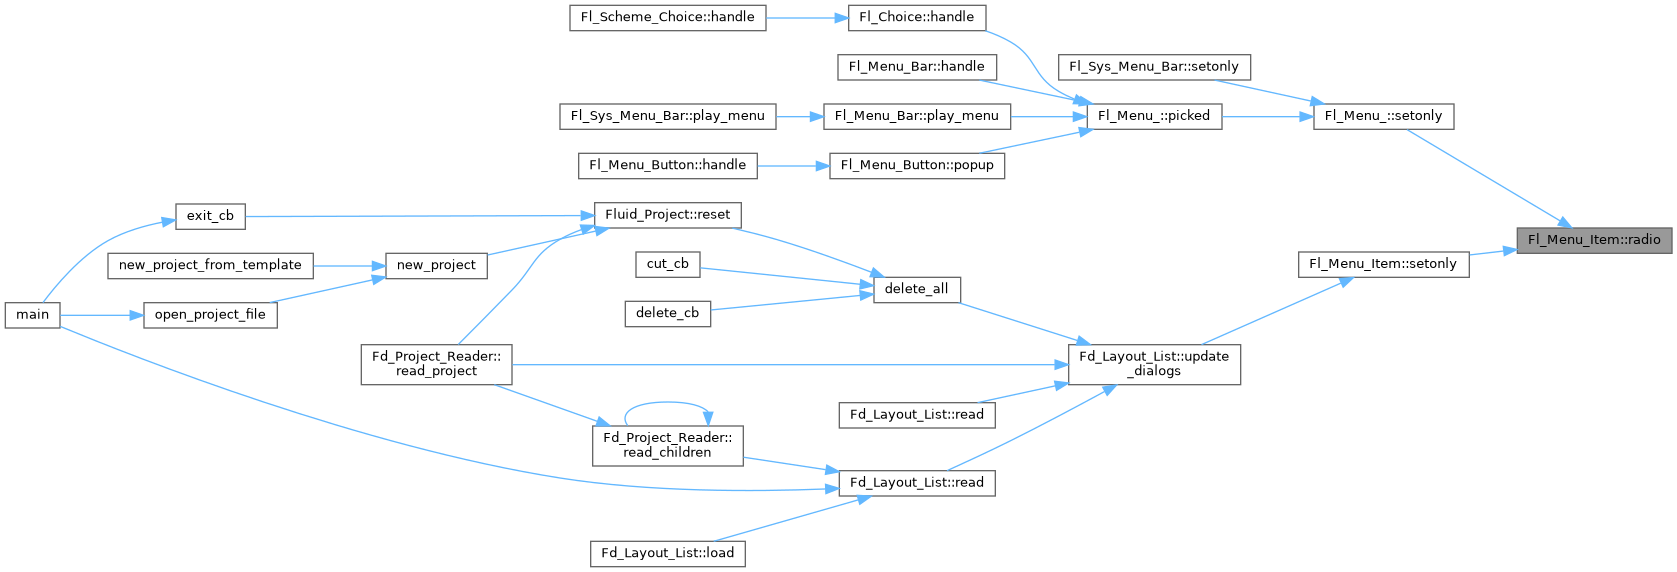 Fl_Scheme_Choice::handle
Fl_Choice::handle
Fl_Menu_Bar::handle
Fl_Sys_Menu_Bar::setonly
Fl_Sys_Menu_Bar::play_menu
Fl_Menu_Bar::play_menu
Fl_Menu_::picked
Fl_Menu_::setonly
Fl_Menu_Button::handle
Fl_Menu_Button::popup
exit_cb
Fluid_Project::reset
Fl_Menu_Item::radio
new_project_from_template
new_project
cut_cb
Fl_Menu_Item::setonly
delete_all
main
open_project_file
delete_cb
Fd_Project_Reader::
read_project
Fd_Layout_List::update
_dialogs
Fd_Layout_List::read
Fd_Project_Reader::
read_children
Fd_Layout_List::read
Fd_Layout_List::load